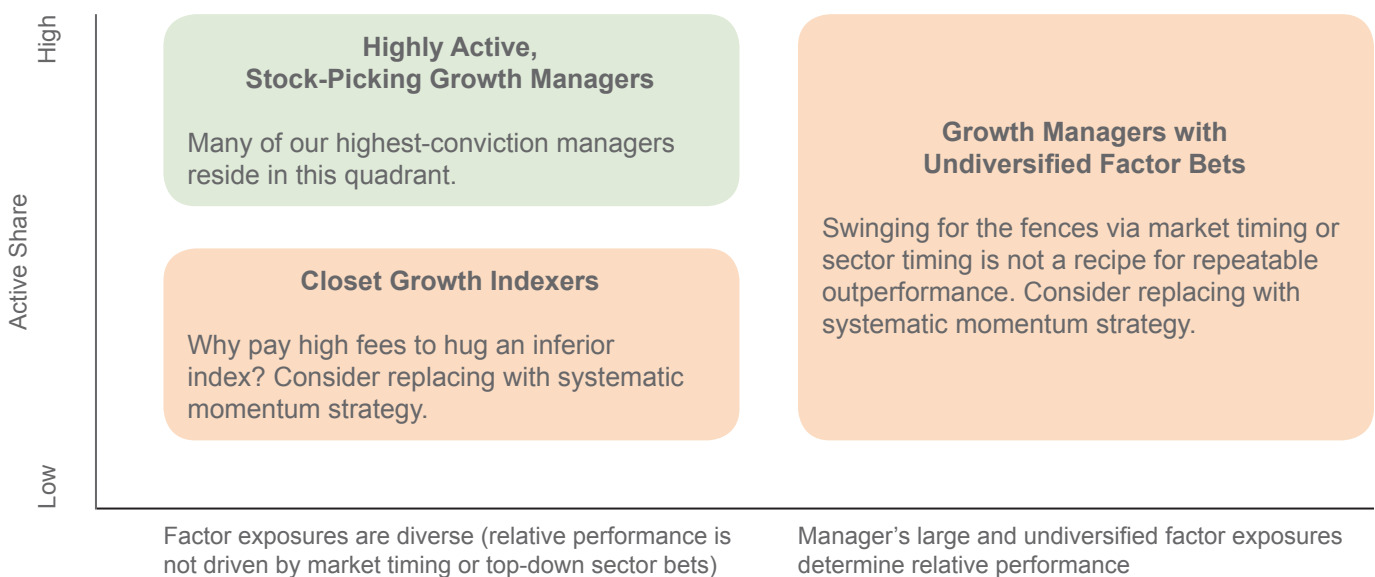 High
Active Share
Low
Highly Active,
Stock-Picking Growth Managers
Many of our highest-conviction managers
reside in this quadrant.
Closet Growth Indexers
Why pay high fees to hug an inferior
index? Consider replacing with systematic
momentum strategy.
Growth Managers with
Undiversified Factor Bets
Swinging for the fences via market timing or
sector timing is not a recipe for repeatable
outperformance. Consider replacing with
systematic momentum strategy.
Factor exposures are diverse (relative performance is
not driven by market timing or top-down sector bets)
Manager’s large and undiversified factor exposures
determine relative performance